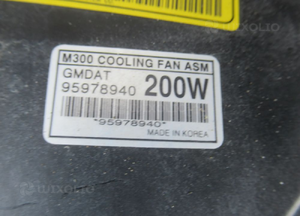 M300 COOLING FAN ASM
GMDAT
95978940 200W
"95978940"
MADE IN KOREA